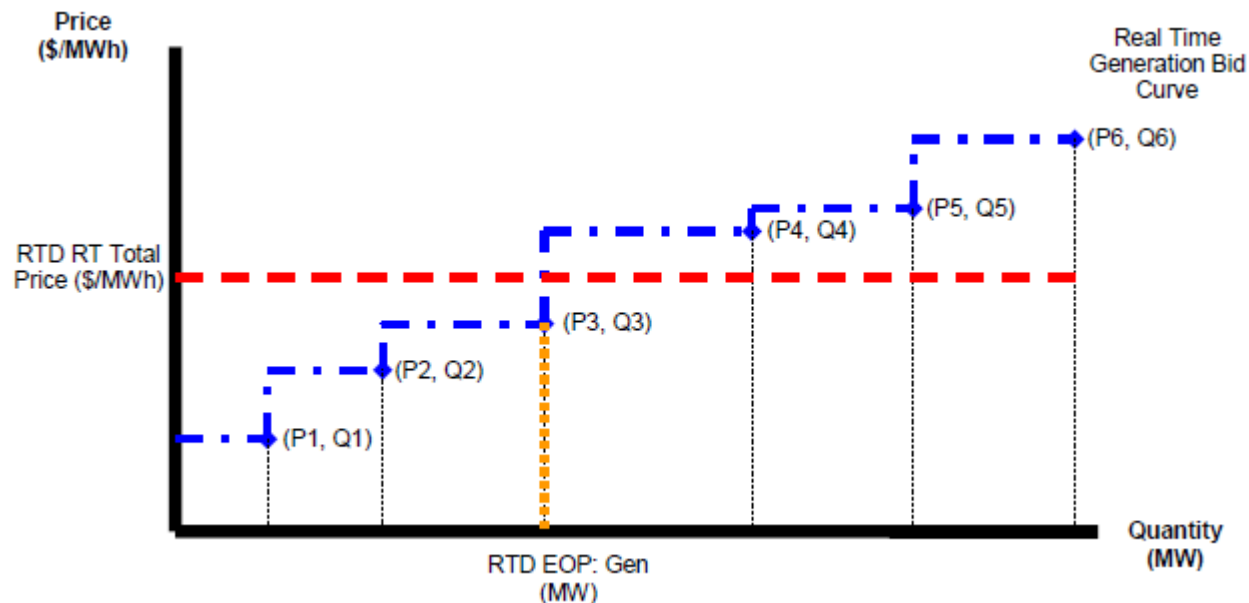 Price
($/MWh)
Real Time
Generation Bid
Curve
(P6, Q6)
(P5, Q5)
(P4, Q4)
RTD RT Total
Price ($/MWh)
(P3, Q3)
(P2, Q2)
(P1, Q1)
Quantity
(MW)
RTD EOP: Gen
(MW)